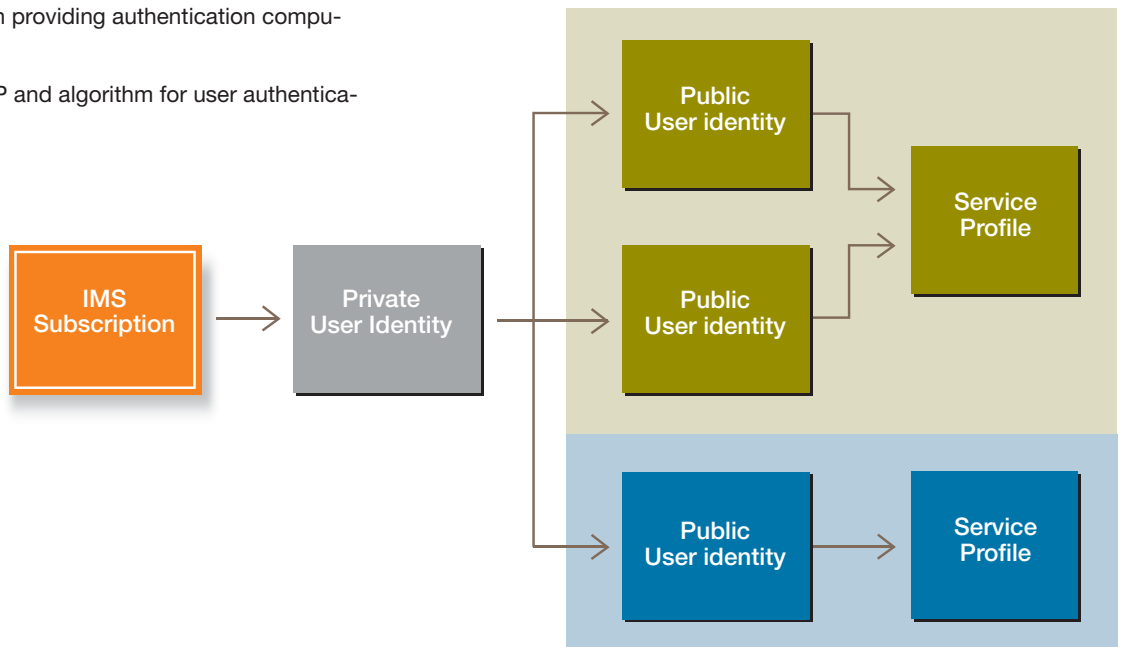 n providing authentication compu-
P and algorithm for user authentica-
Public
User identity
Service
Profile
IMS
Subscription
Private
User Identity
Public
User identity
Public
User identity
Service
Profile